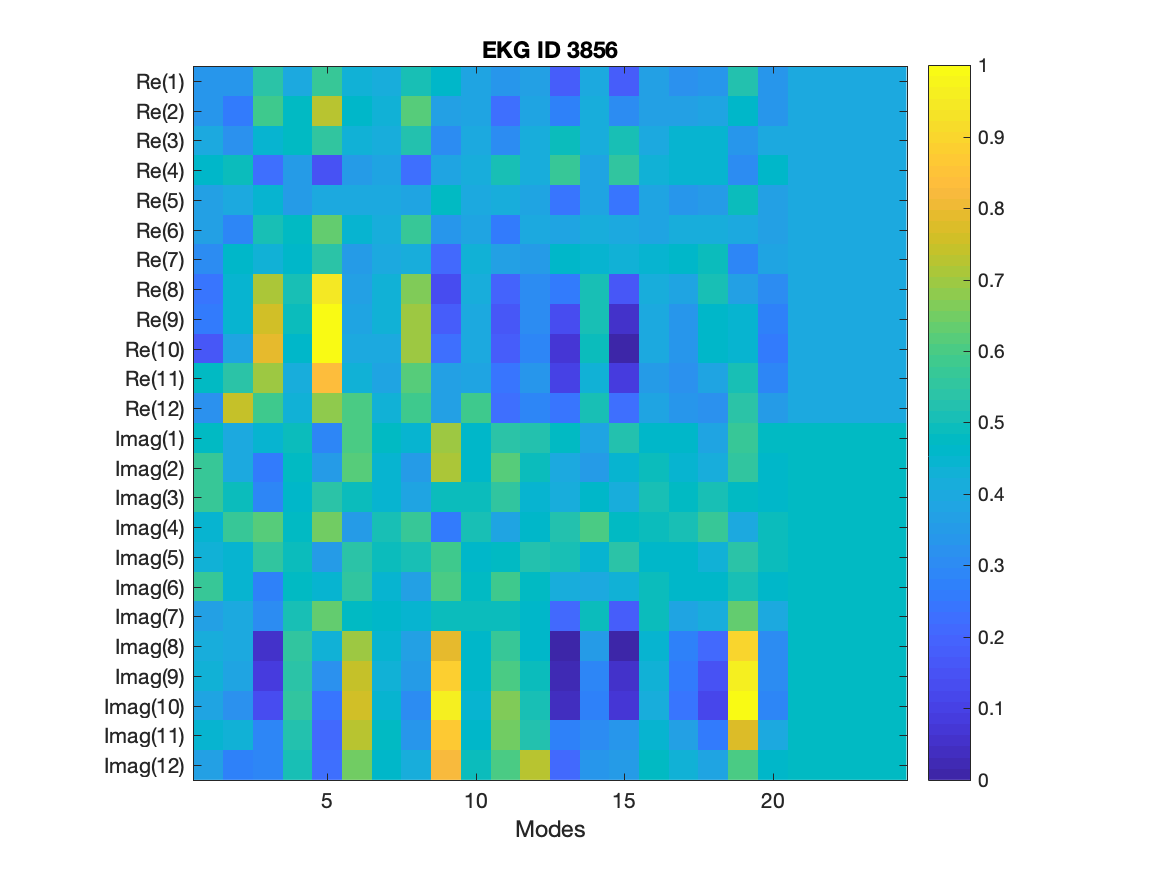 EKG ID 3856
Re(1)
Re(2)
Re(3)
Re(4)
Re(5)
Re(6)
Re(7)
Re(8)
Re(9)
Re(10)
Re(11)
Re(12)
Imag(1)
Imag(2)
Imag(3)
Imag(4)
Imag(5)
Imag(6)
Imag(7)
Imag(8)
Imag(9)
Imag(10)
Imag(11)
Imag(12)
5 10 15 20
Modes
1
0.9
0.8
0.7
0.6
0.5
0.4
0.3
0.2
0.1
0